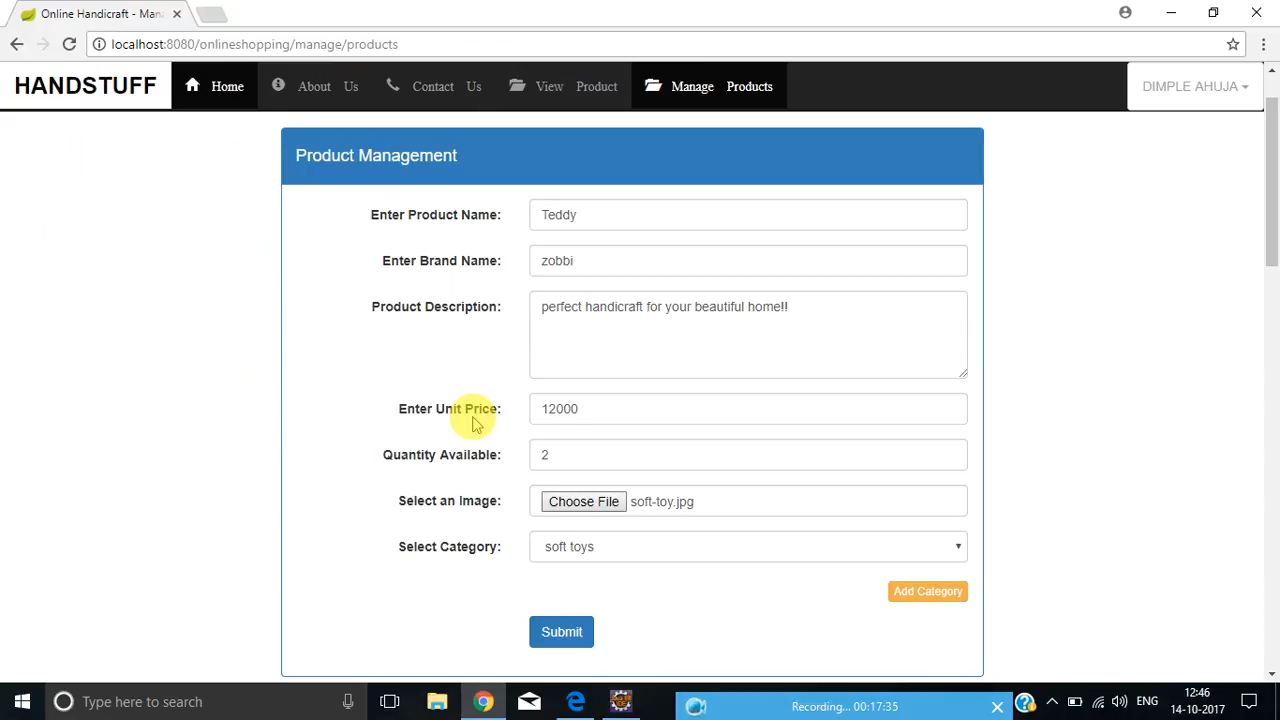 Online Handicraft - Mana
localhost:8080/onlineshopping/manage/products
HANDSTUFF Home About Us Contact Us View Product Manage Products DIMPLE AHUJA
Product Management
Enter Product Name: Teddy
Enter Brand Name: zobbi
Product Description: perfect handicraft for your beautiful home!!
Enter Unit Price: 12000
Quantity Available: 2
Select an Image: Choose File soft-toy.jpg
Select Category: soft toys
Add Category
Submit
Type here to search
Recording... 00:17:35
ENG
12:46
14-10-2017